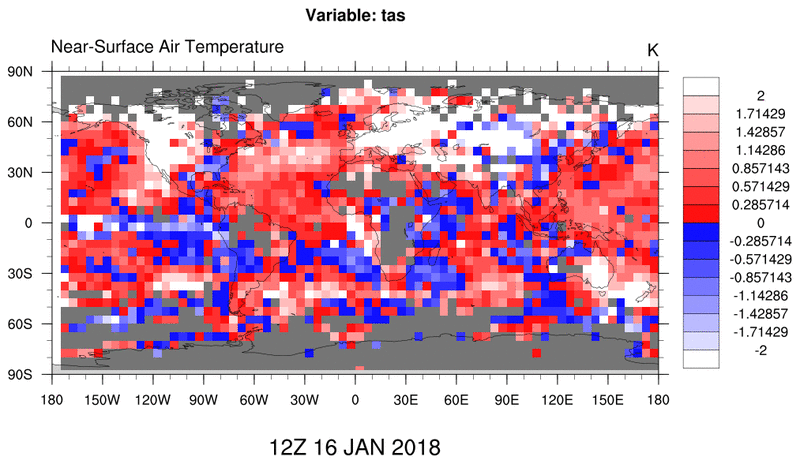 Variable: tas
Near-Surface Air Temperature K
90N
60N
30N
0
30S
60S
90S
180 150W 120W 90W 60W 30W 0 30E 60E 90E 120E 150E 180
2
1.71429
1.42857
1.14286
0.857143
0.571429
0.285714
0
-0.285714
-0.571429
-0.857143
-1.14286
-1.42857
-1.71429
-2
12Z 16 JAN 2018